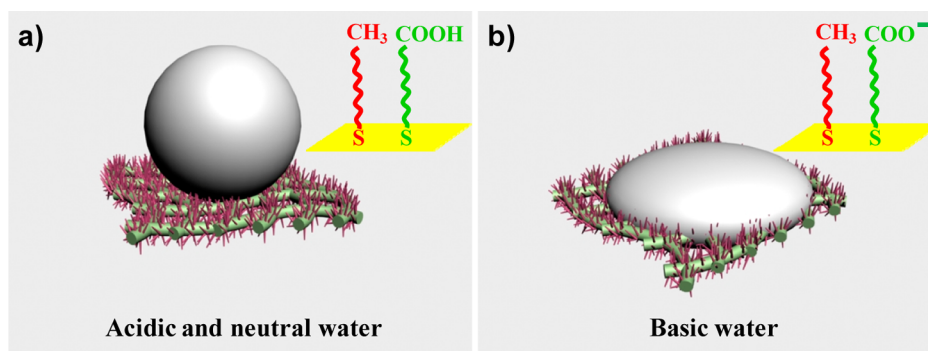 a)
CH₃ COOH
S S
Acidic and neutral water
b)
CH₃ COO⁻
S S
Basic water